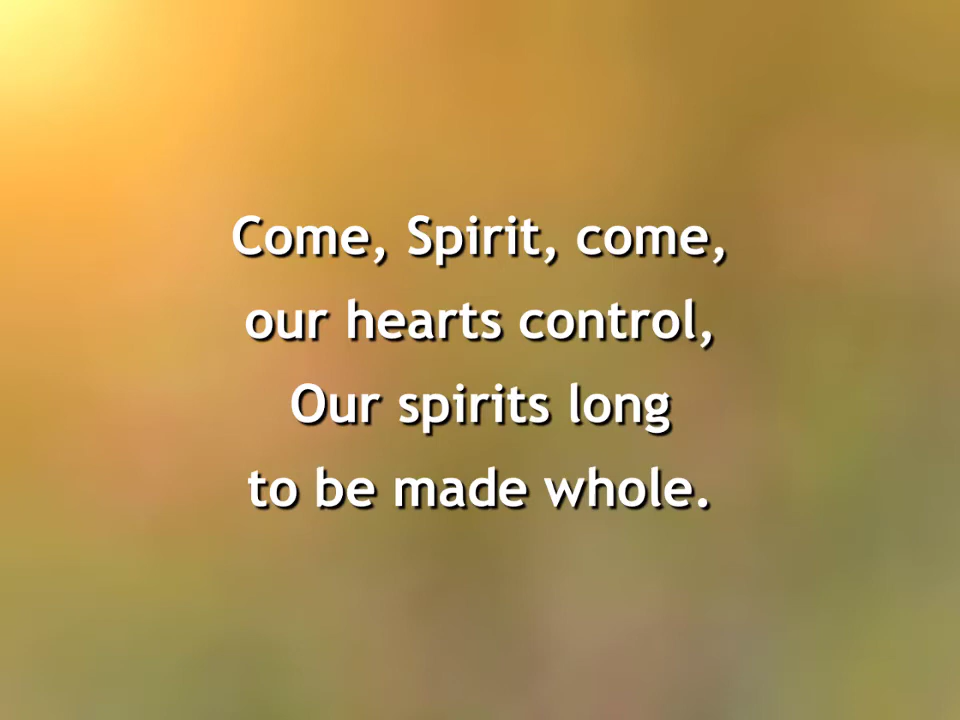 Come, Spirit, come,
our hearts control,
Our spirits long
to be made whole.